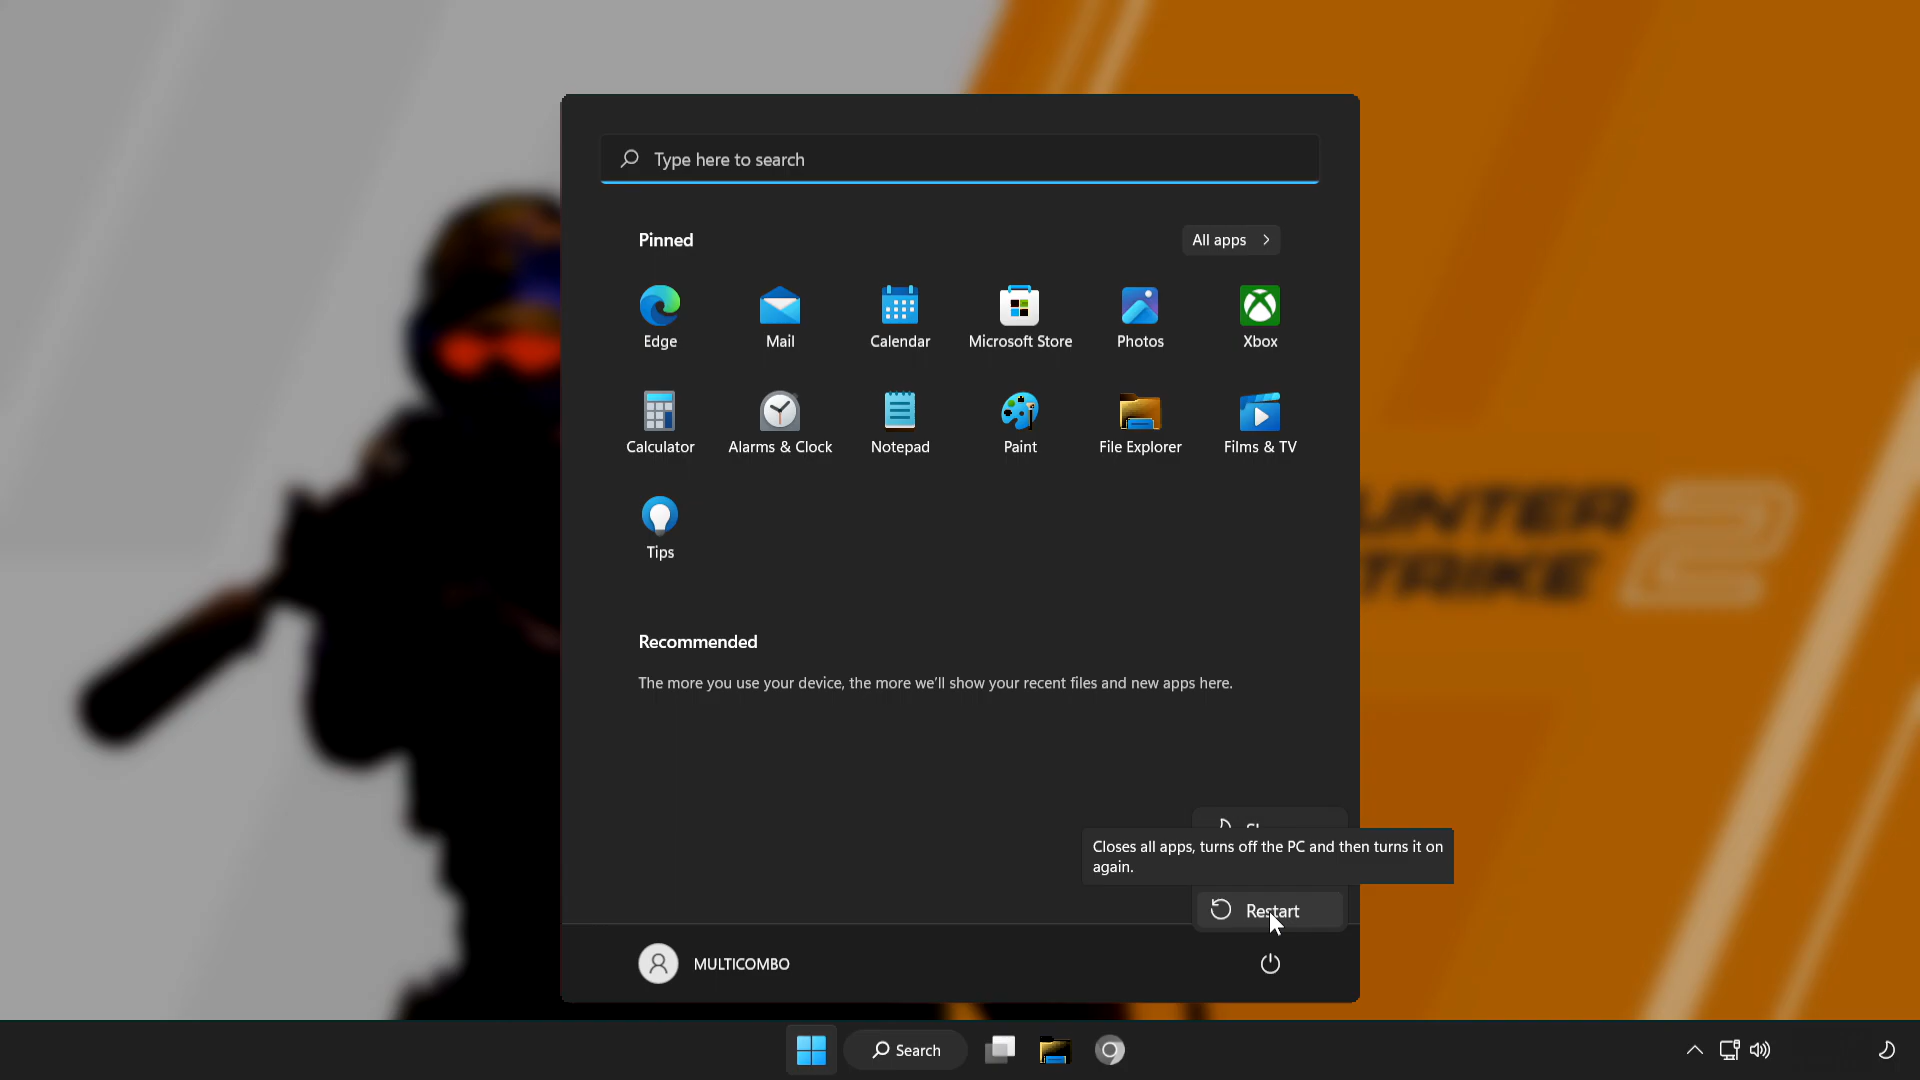 Type here to search
Pinned
All apps
Edge
Mail
Calendar
Microsoft Store
Photos
Xbox
Calculator
Alarms & Clock
Notepad
Paint
File Explorer
Films & TV
Tips
UNTER
TRIKE 2
Recommended
The more you use your device, the more we'll show your recent files and new apps here.
Closes all apps, turns off the PC and then turns it on
again.
Restart
MULTICOMBO
Search